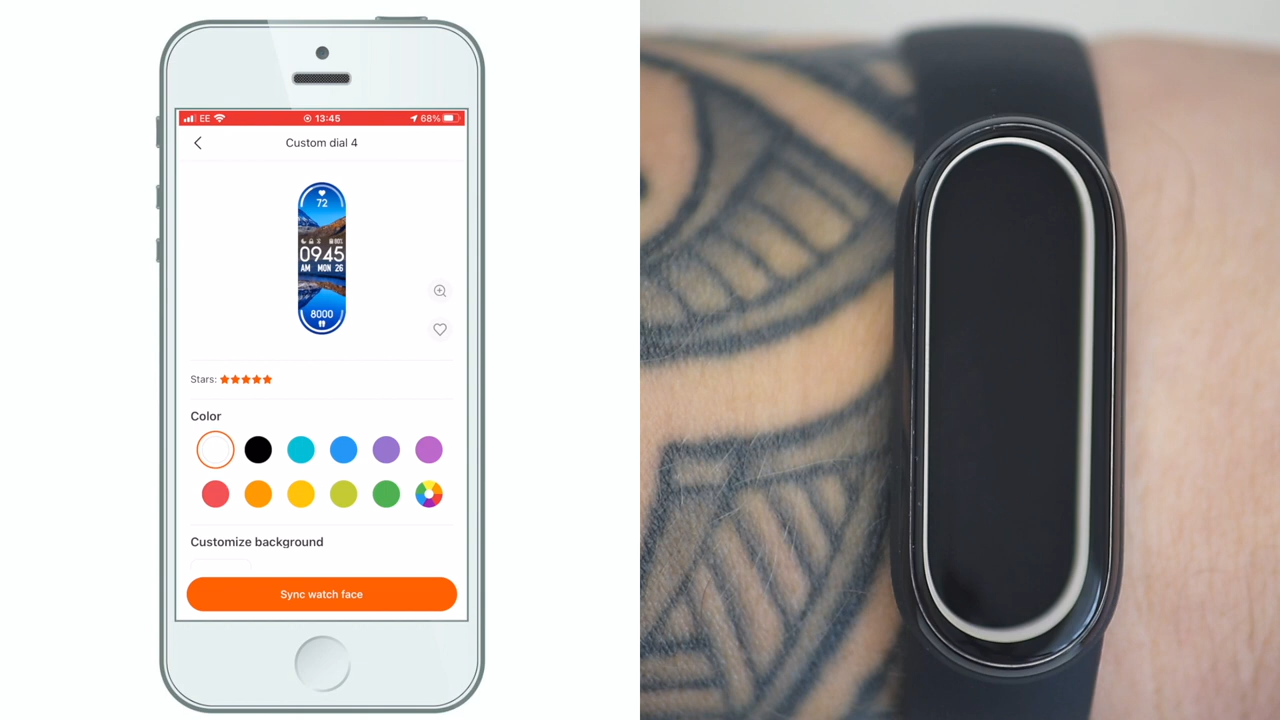 EE 13:45 68%
Custom dial 4
72
80%
0945
AM MON 26
8000
Stars:
Color
Customize background
Sync watch face